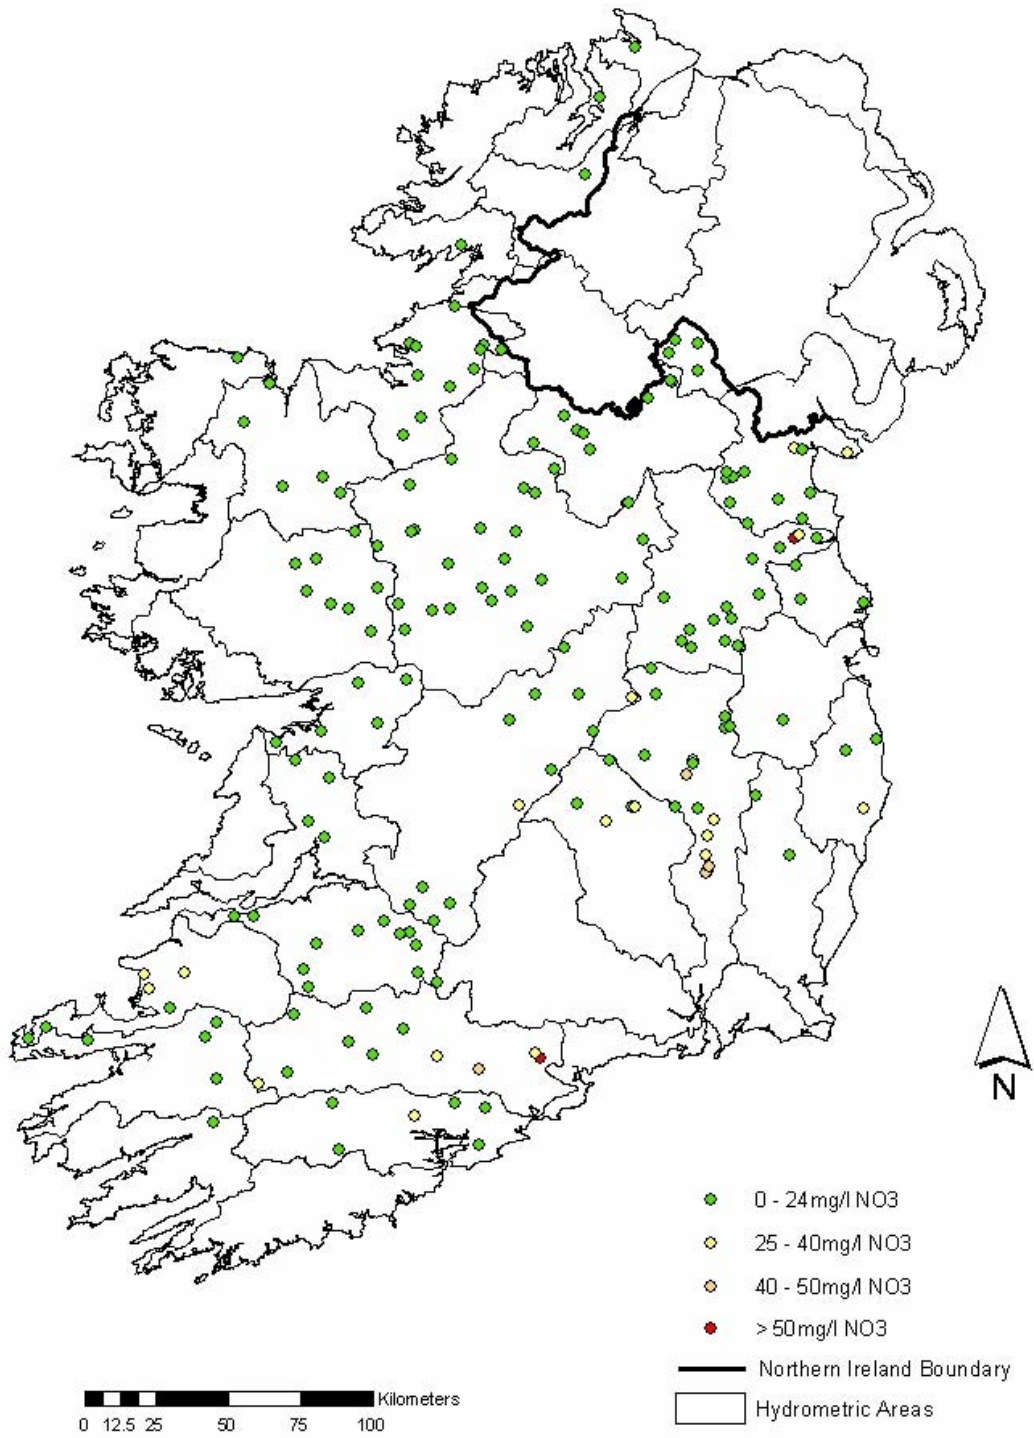 N
0 - 24mg/l NO3
25 - 40mg/l NO3
40 - 50mg/l NO3
> 50mg/l NO3
Northern Ireland Boundary
Hydrometric Areas
Kilometers
0 12.5 25 50 75 100